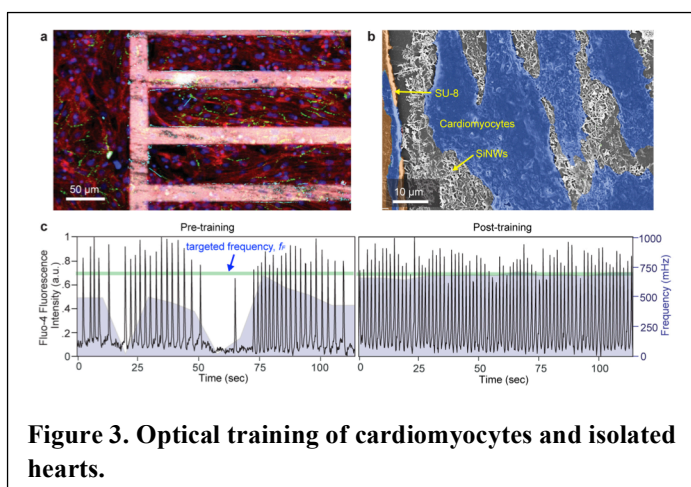 a
b
SU-8
Cardiomyocytes
SiNWs
50 μm
10 μm
c
Pre-training
Post-training
targeted frequency, fₚ
Fluo-4 Fluorescence
Intensity (a.u.)
1
.8
.6
.4
.2
0
1000
750
500
250
0
Frequency (mHz)
0 25 50 75 100
0 25 50 75 100
Time (sec)
Time (sec)
Figure 3. Optical training of cardiomyocytes and isolated
hearts.